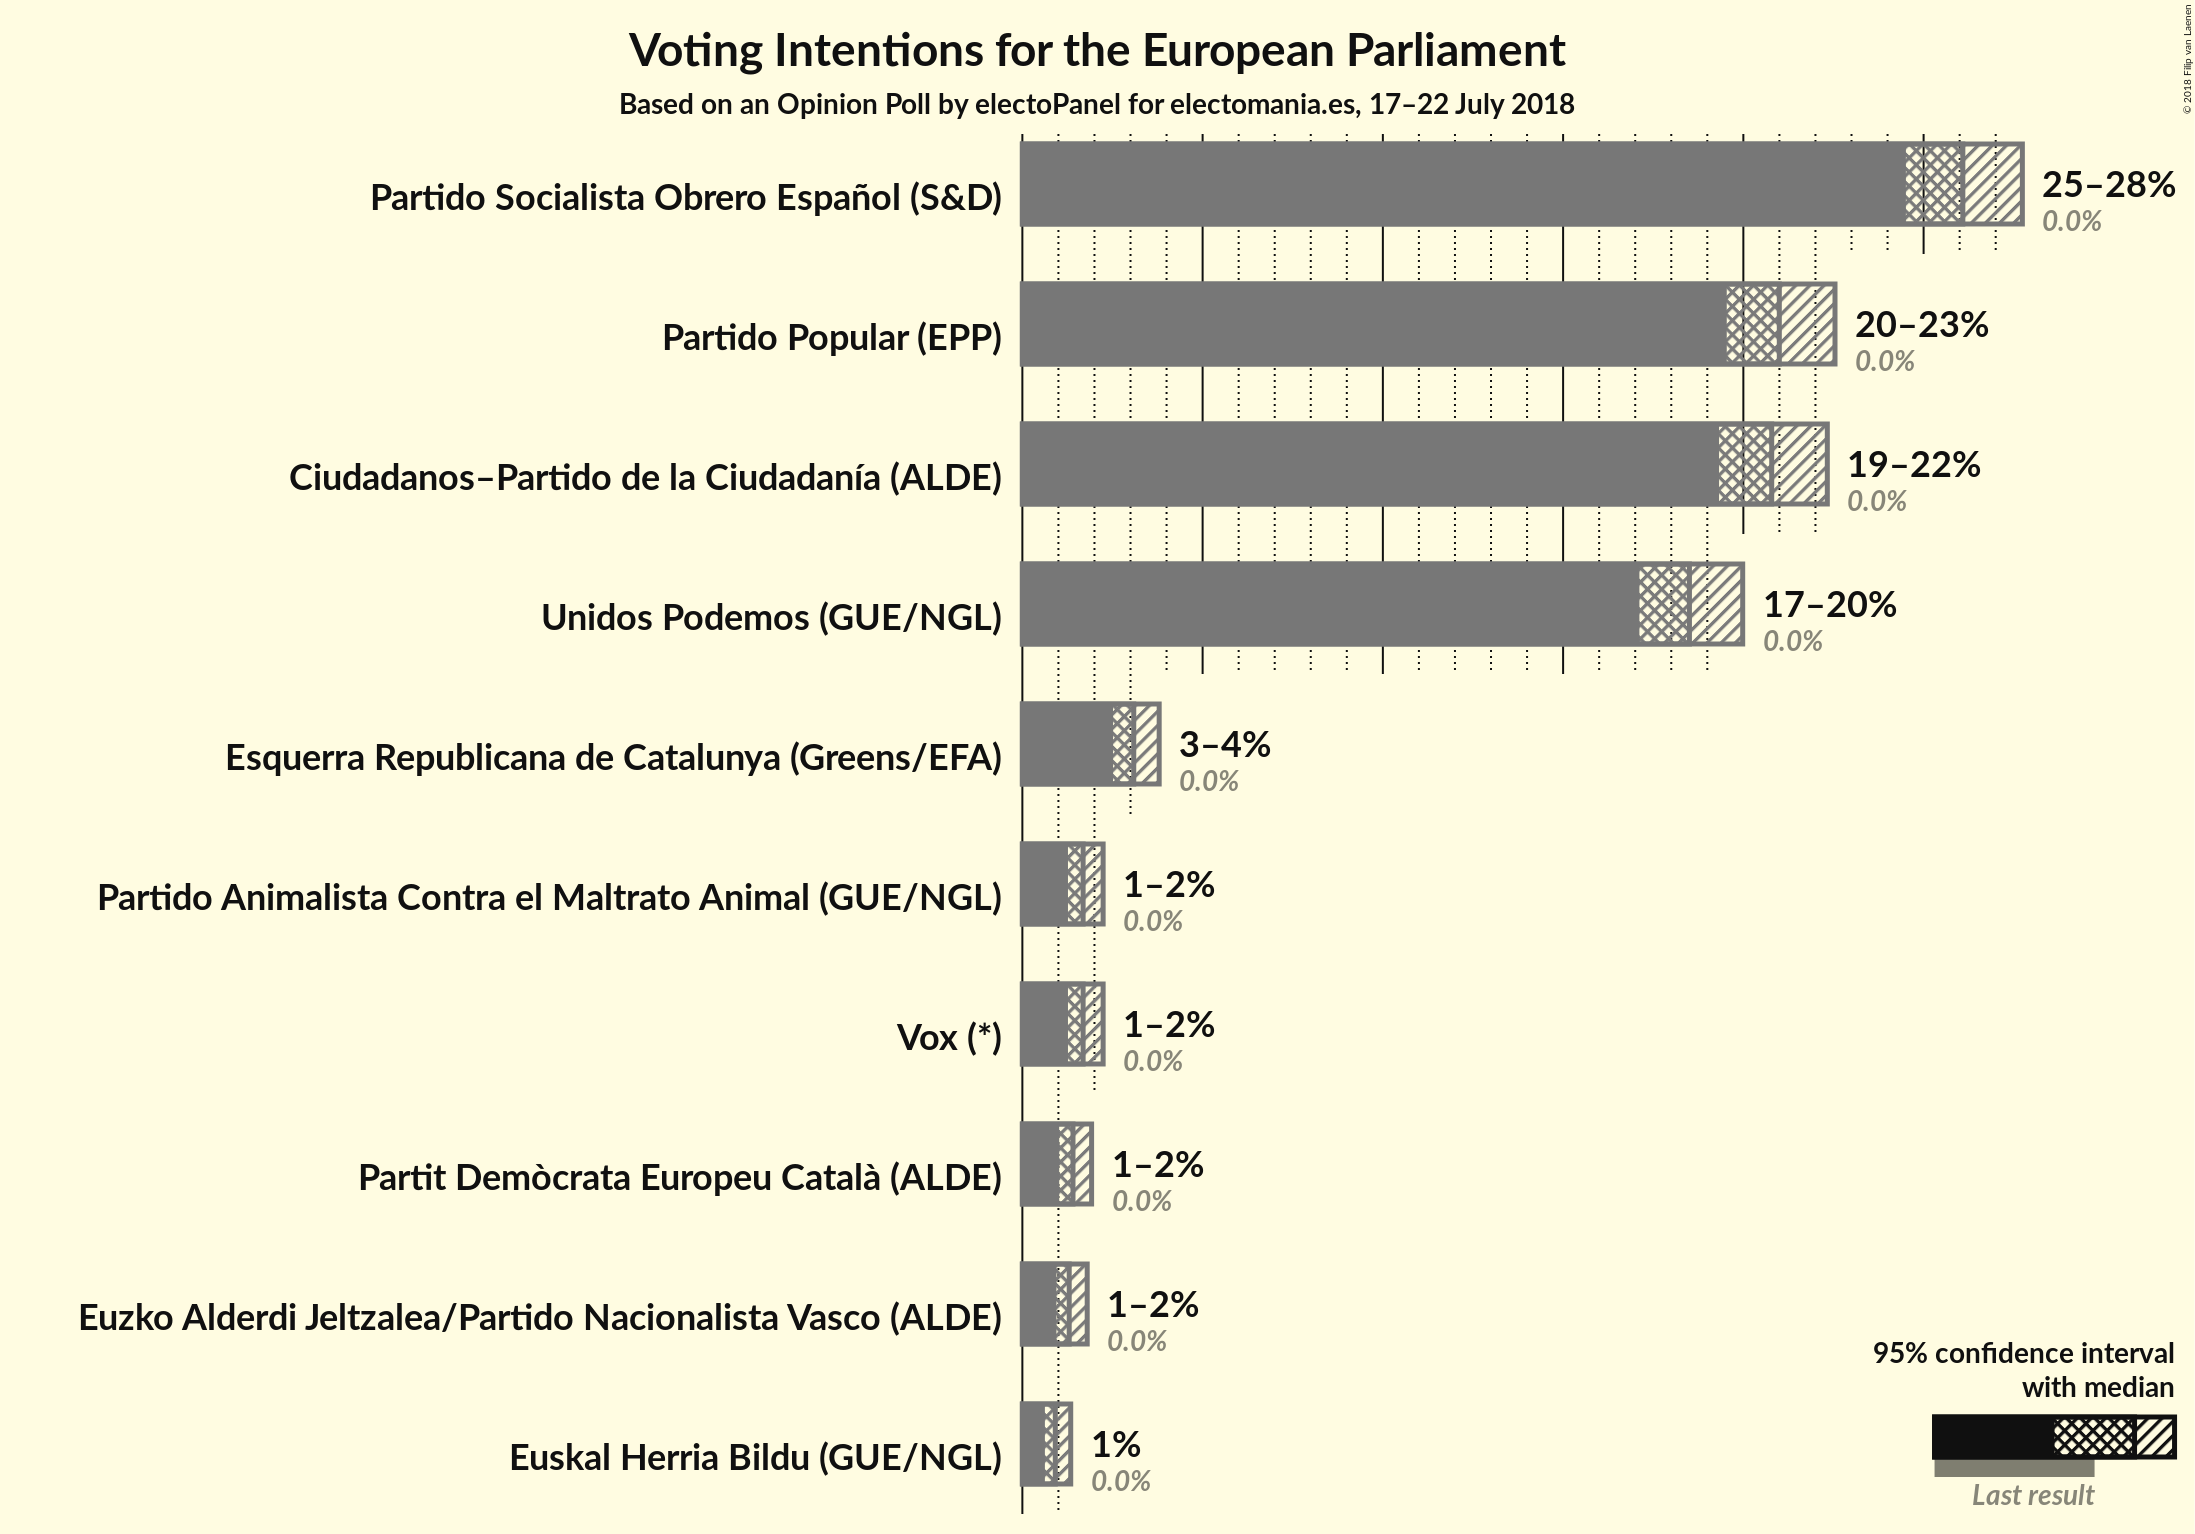 Voting Intentions for the European Parliament
Based on an Opinion Poll by electoPanel for electomania.es, 17–22 July 2018
© 2018 Filip van Laenen
Partido Socialista Obrero Español (S&D)
25–28%
0.0%
Partido Popular (EPP)
20–23%
0.0%
Ciudadanos–Partido de la Ciudadanía (ALDE)
19–22%
0.0%
Unidos Podemos (GUE/NGL)
17–20%
0.0%
Esquerra Republicana de Catalunya (Greens/EFA)
3–4%
0.0%
Partido Animalista Contra el Maltrato Animal (GUE/NGL)
1–2%
0.0%
Vox (*)
1–2%
0.0%
Partit Demòcrata Europeu Català (ALDE)
1–2%
0.0%
Euzko Alderdi Jeltzalea/Partido Nacionalista Vasco (ALDE)
1–2%
0.0%
Euskal Herria Bildu (GUE/NGL)
1%
0.0%
95% confidence interval
with median
Last result